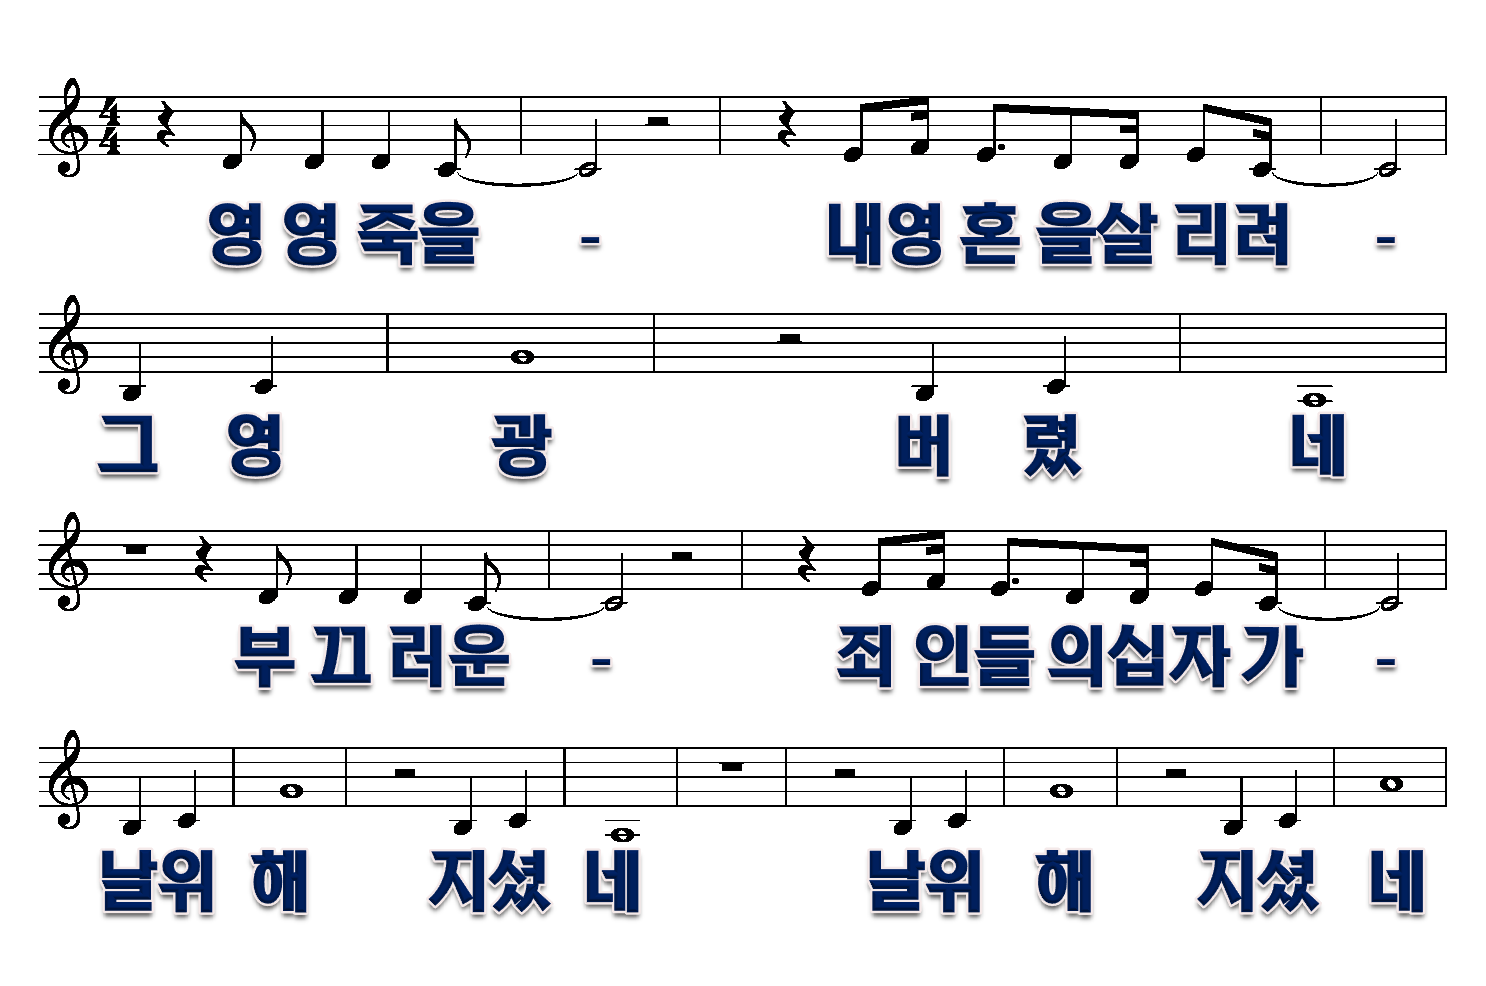 영 영 죽을 - 내영 혼 을살 리려 -
그 영 광 버 렸 네
부 끄 러운 - 죄 인들 의십자 가 -
날위 해 지셨 네 날위 해 지셨 네